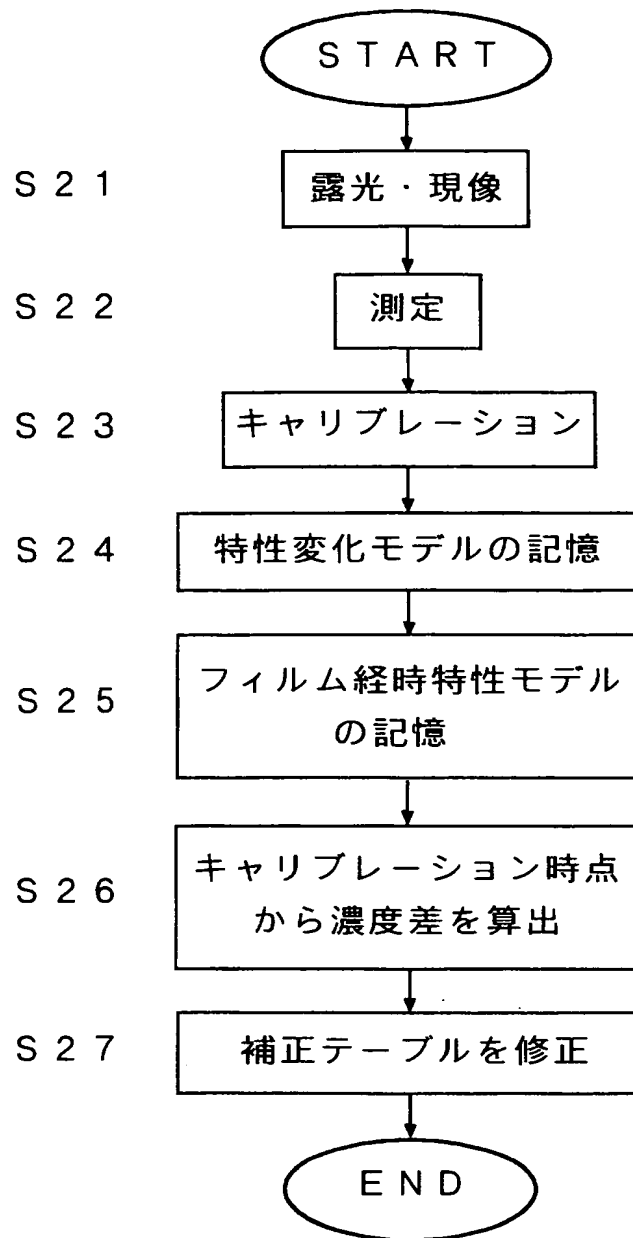 START
S21
露光・現像
S22
測定
S23
キャリブレーション
S24
特性変化モデルの記憶
S25
フィルム経時特性モデル
の記憶
S26
キャリブレーション時点
から濃度差を算出
S27
補正テーブルを修正
END